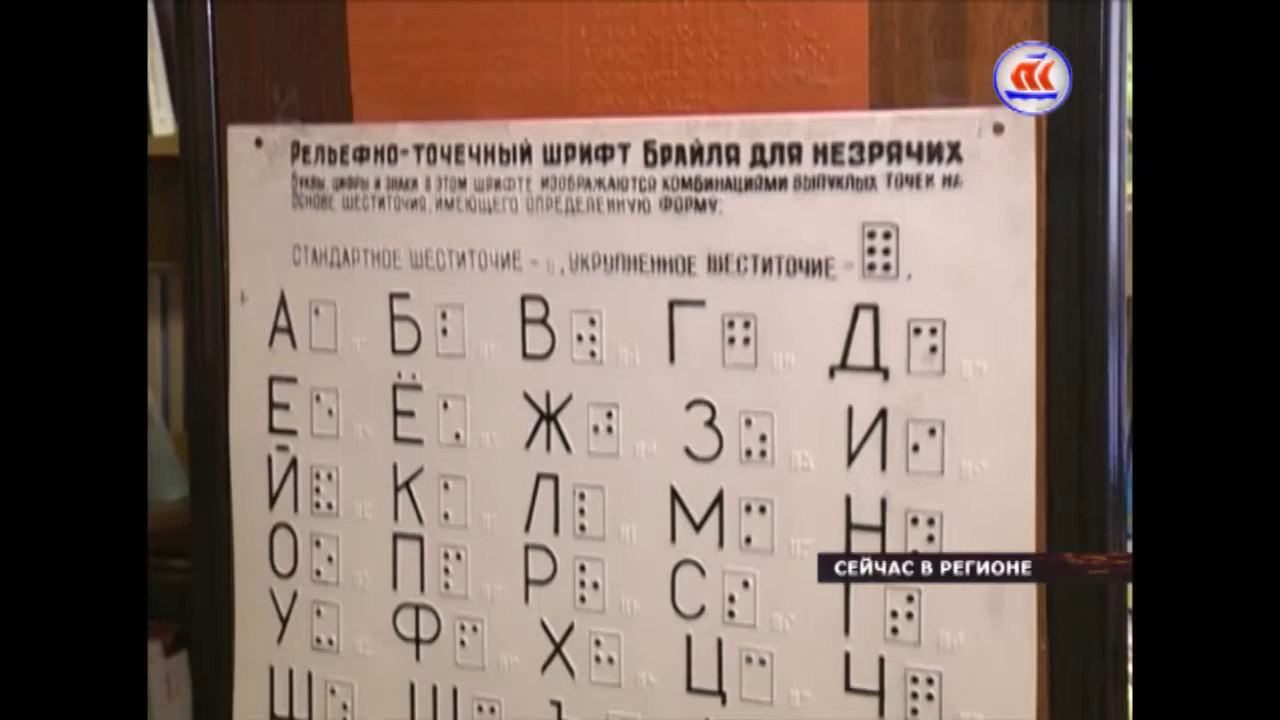 ПК
Рельефно-точечный шрифт Брайля для незрячих
Буквы, цифры и знаки в этом шрифте изображаются комбинациями выпуклых точек на
основе шеститочия, имеющего определенную форму.
Стандартное шеститочие - , укрупненное шеститочие - .
А Б В Г Д
Е Ё Ж З И
Й К Л М Н
О П Р С Т
У Ф Х Ц Ч
Ш Щ Ъ
СЕЙЧАС В РЕГИОНЕ